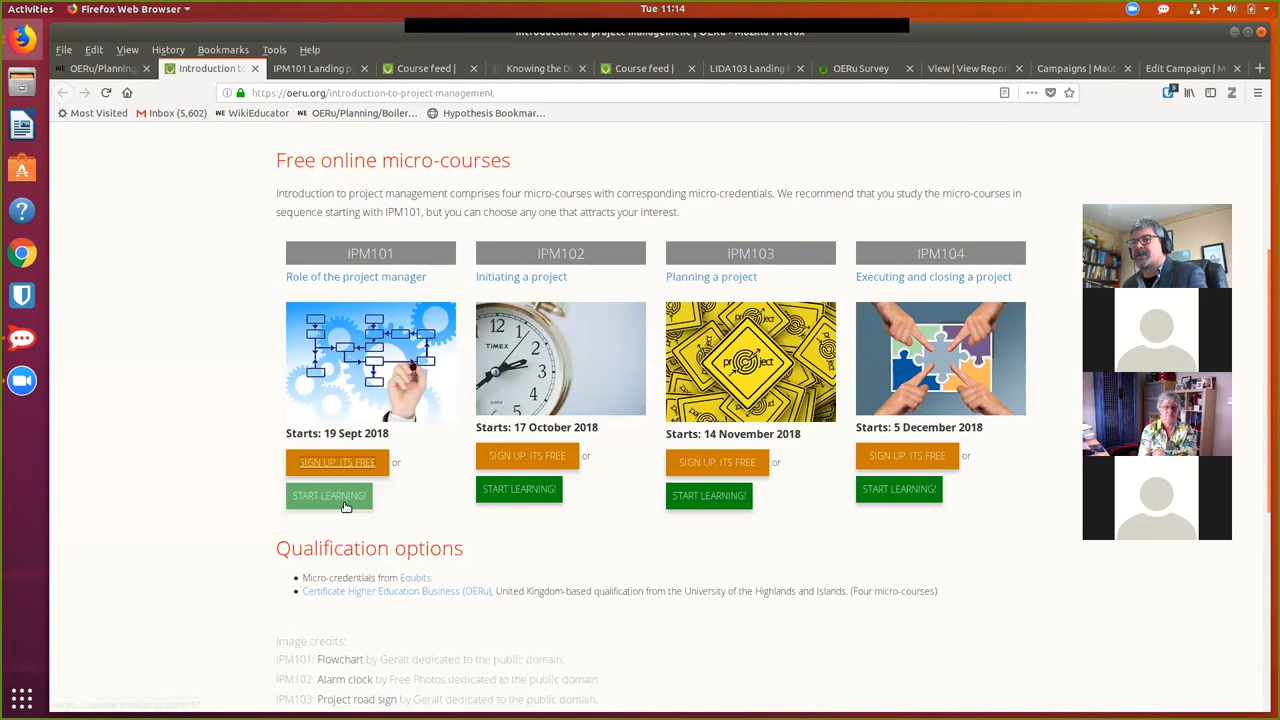 Activities Firefox Web Browser Tue 11:14
Introduction to project management | OERu - Mozilla Firefox
File Edit View History Bookmarks Tools Help
OERu/Planning Introduction to IPM101 Landing p Course feed | Knowing the D Course feed | LIDA103 Landing OERu Survey View | View Repor Campaigns | Maut Edit Campaign | M
https://oeru.org/introduction-to-project-management
Most Visited Inbox (5,602) WE WikiEducator WE OERu/Planning/Boiler... Hypothesis Bookmar...
Free online micro-courses
Introduction to project management comprises four micro-courses with corresponding micro-credentials. We recommend that you study the micro-courses in
sequence starting with IPM101, but you can choose any one that attracts your interest.
IPM101 IPM102 IPM103 IPM104
Role of the project manager Initiating a project Planning a project Executing and closing a project
TIMEX
project
Starts: 19 Sept 2018 Starts: 17 October 2018 Starts: 14 November 2018 Starts: 5 December 2018
SIGN UP. ITS FREE or SIGN UP. ITS FREE or SIGN UP. ITS FREE or SIGN UP. ITS FREE or
START LEARNING! START LEARNING! START LEARNING! START LEARNING!
Qualification options
Micro-credentials from Edubits
Certificate Higher Education Business (OERu), United Kingdom-based qualification from the University of the Highlands and Islands. (Four micro-courses)
Image credits:
IPM101: Flowchart by Geralt dedicated to the public domain.
IPM102: Alarm clock by Free Photos dedicated to the public domain
IPM103: Project road sign by Geralt dedicated to the public domain.